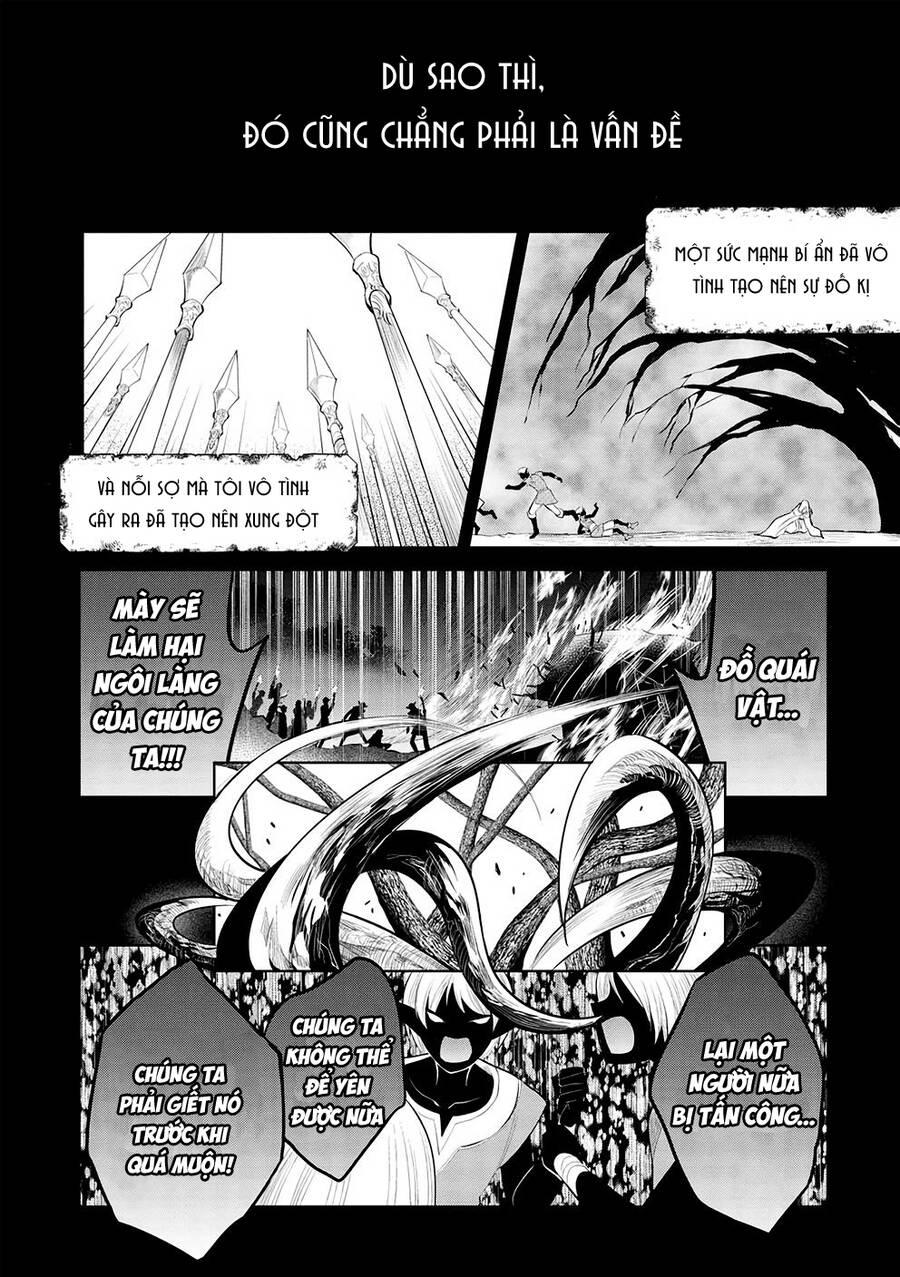 DÙ SAO THÌ,
ĐÓ CŨNG CHẲNG PHẢI LÀ VẤN ĐỀ
MỘT SỨC MẠNH BÍ ẨN ĐÃ VÔ
TÌNH TẠO NÊN SỰ ĐỐ KỊ
VÀ NỖI SỢ MÀ TÔI VÔ TÌNH
GÂY RA ĐÃ TẠO NÊN XUNG ĐỘT
ĐỒ QUÁI
VẬT...
MÀY SẼ
LÀM HẠI
NGÔI LẰNG
CỦA CHÚNG
TA!!!
LẠI MỘT
NGƯỜI NỮA
BỊ TẤN CÔNG...
CHÚNG TA
KHÔNG THỂ
ĐỂ YÊN
ĐƯỢC NỮA
CHÚNG TA
PHẢI GIẾT NÓ
TRƯỚC KHI
QUÁ MUỘN!